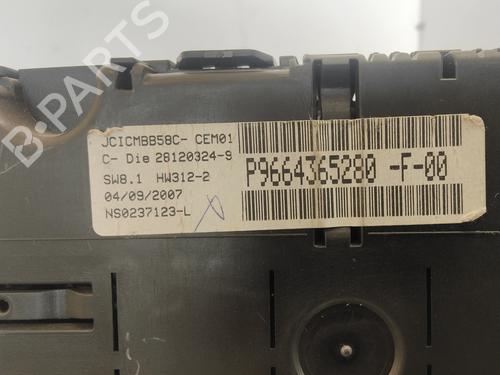 JCICMBB58C- CEM01
C- Die 28120324-9
SW8.1 HW312-2
04/09/2007
NS0237123-L
P9664365280 -F-00
B-PARTS